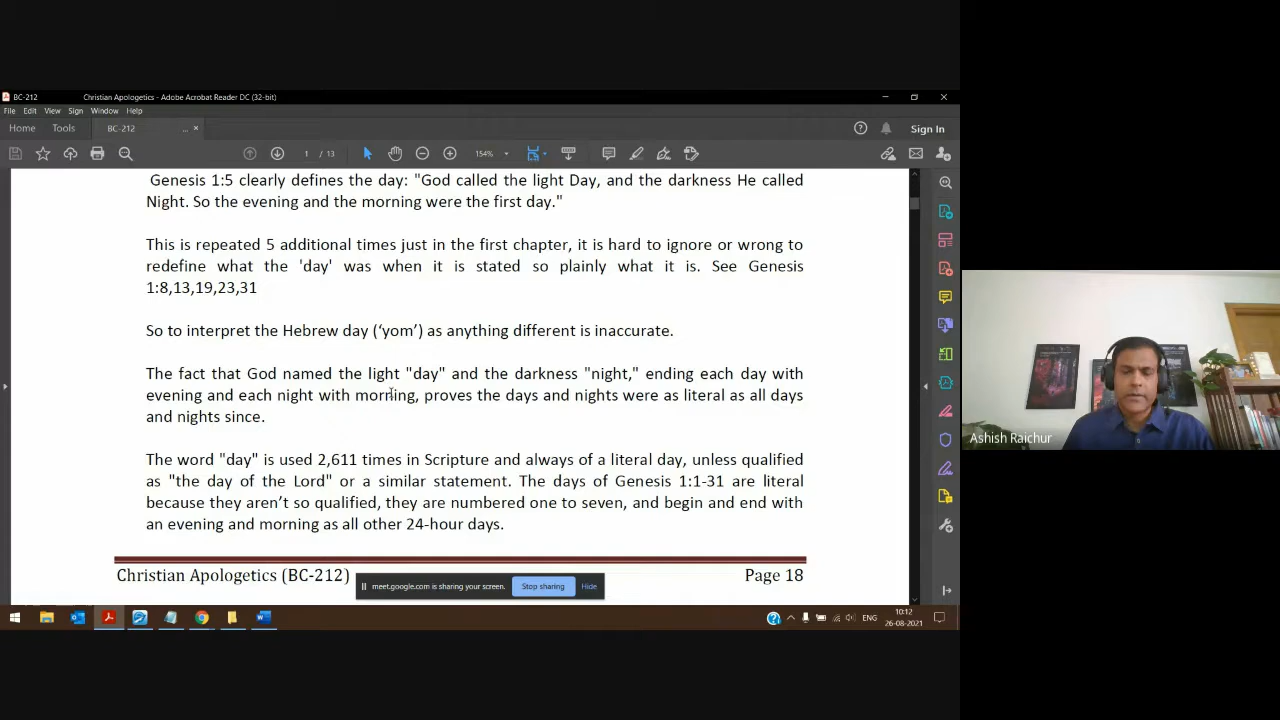 BC-212
Christian Apologetics - Adobe Acrobat Reader DC (32-bit)
File Edit View Sign Window Help
Home Tools BC-212 ... × Sign In
1 / 13 154%
Genesis 1:5 clearly defines the day: "God called the light Day, and the darkness He called
Night. So the evening and the morning were the first day."
This is repeated 5 additional times just in the first chapter, it is hard to ignore or wrong to
redefine what the 'day' was when it is stated so plainly what it is. See Genesis
1:8,13,19,23,31
So to interpret the Hebrew day (‘yom’) as anything different is inaccurate.
The fact that God named the light "day" and the darkness "night," ending each day with
evening and each night with morning, proves the days and nights were as literal as all days
and nights since.
The word "day" is used 2,611 times in Scripture and always of a literal day, unless qualified
as "the day of the Lord" or a similar statement. The days of Genesis 1:1-31 are literal
because they aren’t so qualified, they are numbered one to seven, and begin and end with
an evening and morning as all other 24-hour days.
Christian Apologetics (BC-212) Page 18
meet.google.com is sharing your screen. Stop sharing Hide
ENG
10:12
26-08-2021
Ashish Raichur